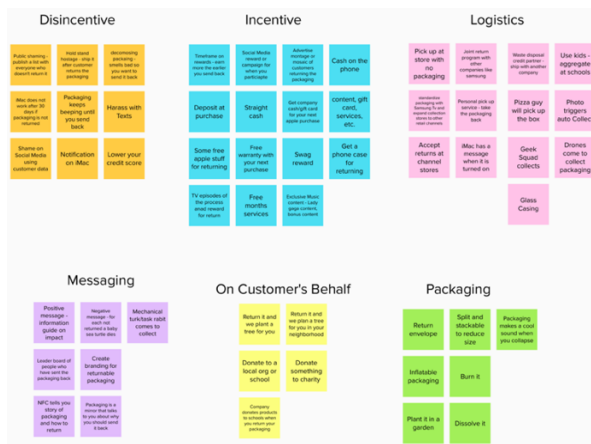 Disincentive
Incentive
Logistics
Public shaming -
publish a list with
everyone who
doesn't return it
Hold stand
hostage - ship it
after customer
returns the
packaging
decomposing
packaging -
smells bad so
you want to
send it back
iMac does not
work after 30
days if packaging
is not returned
Packaging
keeps
beeping until
you send
back
Harass with
Texts
Shame on
Social Media
using
customer data
Notification
on iMac
Lower your
credit score
Timeframe on
rewards - earn
more the earlier
you send back
Social Media
reward or
campaign for
when you
participate
Advertise
montage or
mosaic of
customers
returning the
packaging
Cash on the
phone
Deposit at
purchase
Straight
cash
Get company
cash/gift card
for your next
apple purchase
content, gift
card,
services, etc.
Some free
apple stuff
for returning
Free
warranty with
your next
purchase
Swag
reward
Get a
phone case
for
returning
TV episodes of
the process
and reward for
return
Free
months
services
Exclusive Music
content - Lady
gaga content,
bonus content
Pick up at
store with
no
packaging
Joint return
program with
other
companies like
samsung
Waste disposal
credit partner -
ship with another
company
Use kids -
aggregate
at schools
standardize
packaging with
Samsung Tv and
expand collection
stores to other
retail channels
Personal pick up
service - take
the packaging
back
Pizza guy
will pick up
the box
Photo
triggers
auto Collect
Accept
returns at
channel
stores
iMac has a
message
when it is
turned on
Geek
Squad
collects
Drones
come to
collect
packaging
Glass
Casing
Messaging
On Customer's Behalf
Packaging
Positive
message -
information
guide on
impact
Negative
message - for
each not
returned a baby
sea turtle dies
Mechanical
turk/task rabit
comes to
collect
Leader board of
people who
have sent the
packaging back
Create
branding for
returnable
packaging
NFC tells you
story of
packaging
and how to
return
Packaging is a
mirror that talks
to you about why
you should send
it back
Return it and
we plant a
tree for you
Return it and
we plant a tree
for you in your
neighborhood
Donate to a
local org or
school
Donate
something
to charity
Company
donates products
to schools when
you return your
packaging
Return
envelope
Split and
stackable
to reduce
size
Packaging
makes a cool
sound when
you collapse
Inflatable
packaging
Burn it
Plant it in a
garden
Dissolve it